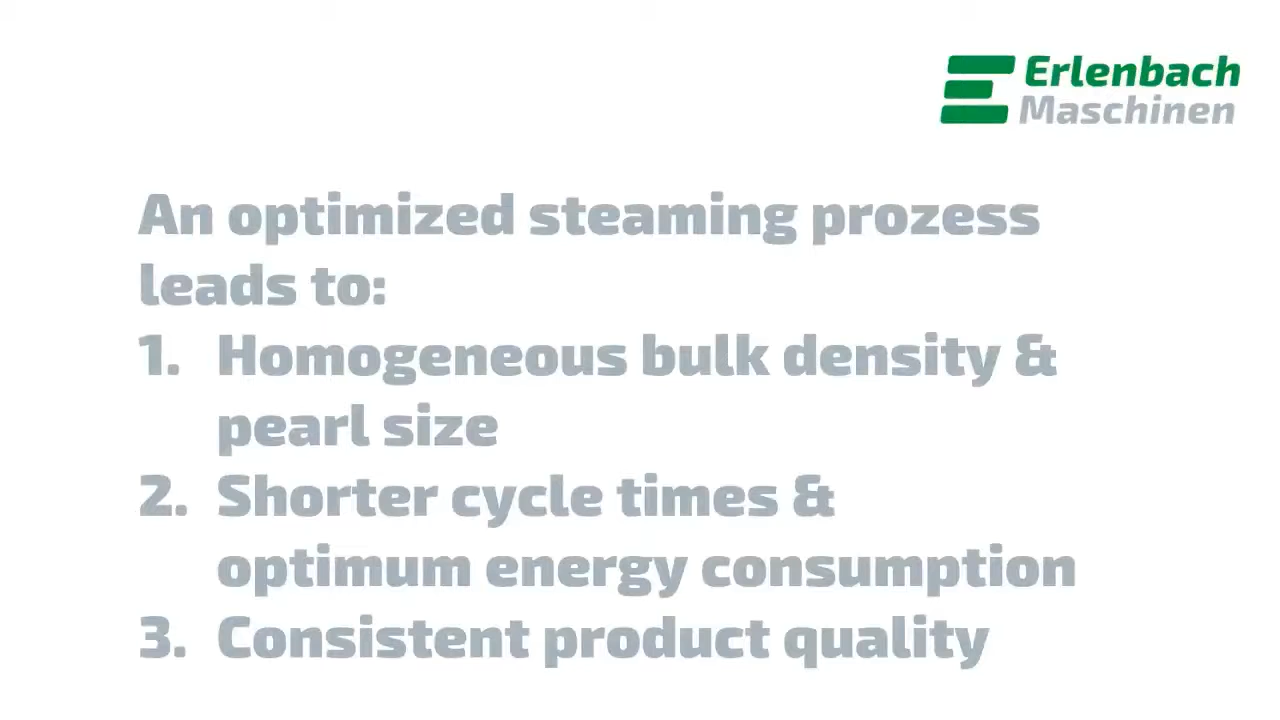 Erlenbach
Maschinen
An optimized steaming prozess
leads to:
1. Homogeneous bulk density &
pearl size
2. Shorter cycle times &
optimum energy consumption
3. Consistent product quality